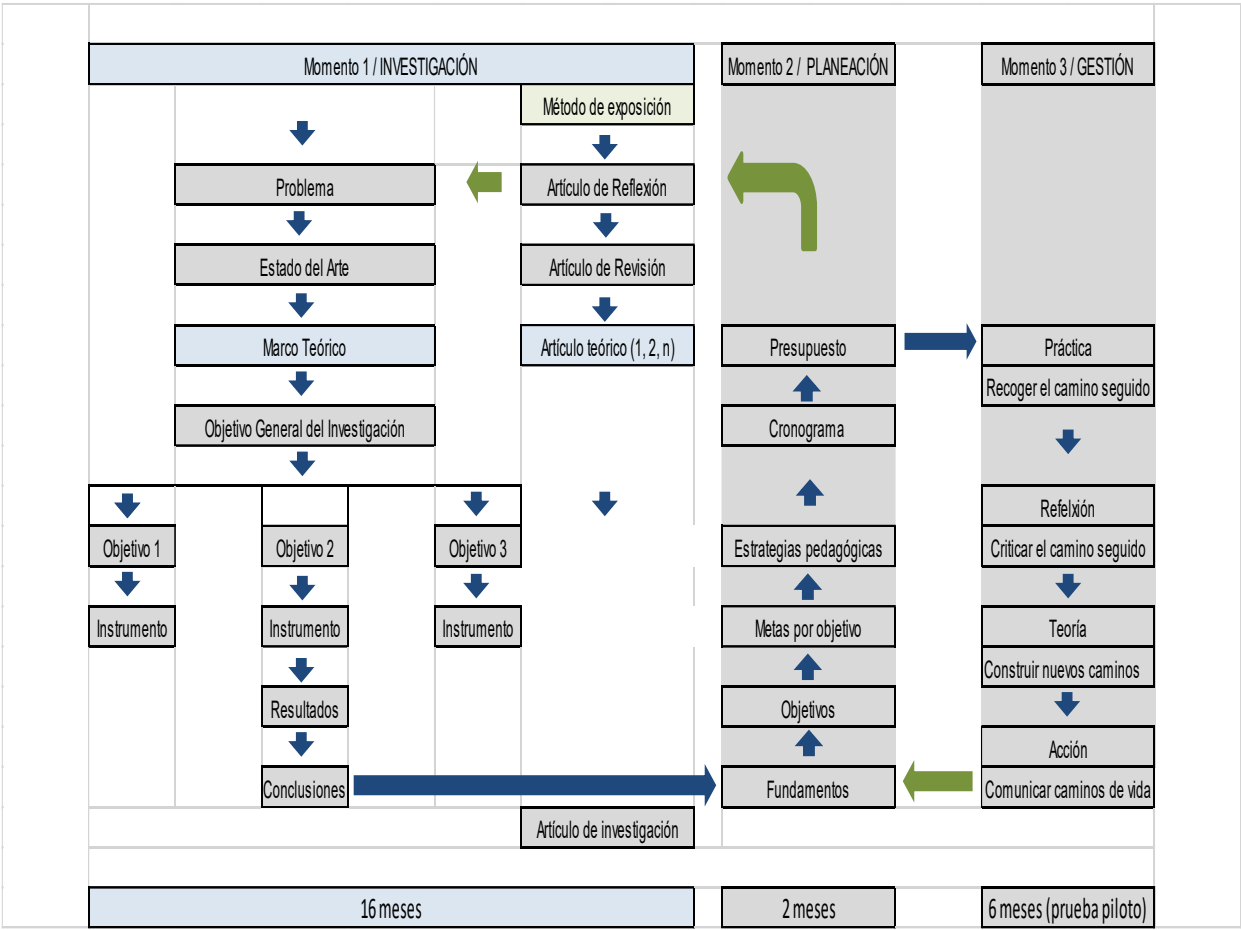 Momento 1 / INVESTIGACIÓN
Momento 2 / PLANEACIÓN
Momento 3 / GESTIÓN
Método de exposición
Problema
Artículo de Reflexión
Estado del Arte
Artículo de Revisión
Marco Teórico
Artículo teórico (1, 2, n)
Presupuesto
Práctica
Recoger el camino seguido
Objetivo General del Investigación
Cronograma
Refelxión
Objetivo 1
Objetivo 2
Objetivo 3
Estrategias pedagógicas
Criticar el camino seguido
Instrumento
Instrumento
Instrumento
Metas por objetivo
Teoría
Construir nuevos caminos
Resultados
Objetivos
Acción
Conclusiones
Fundamentos
Comunicar caminos de vida
Artículo de investigación
16 meses
2 meses
6 meses (prueba piloto)